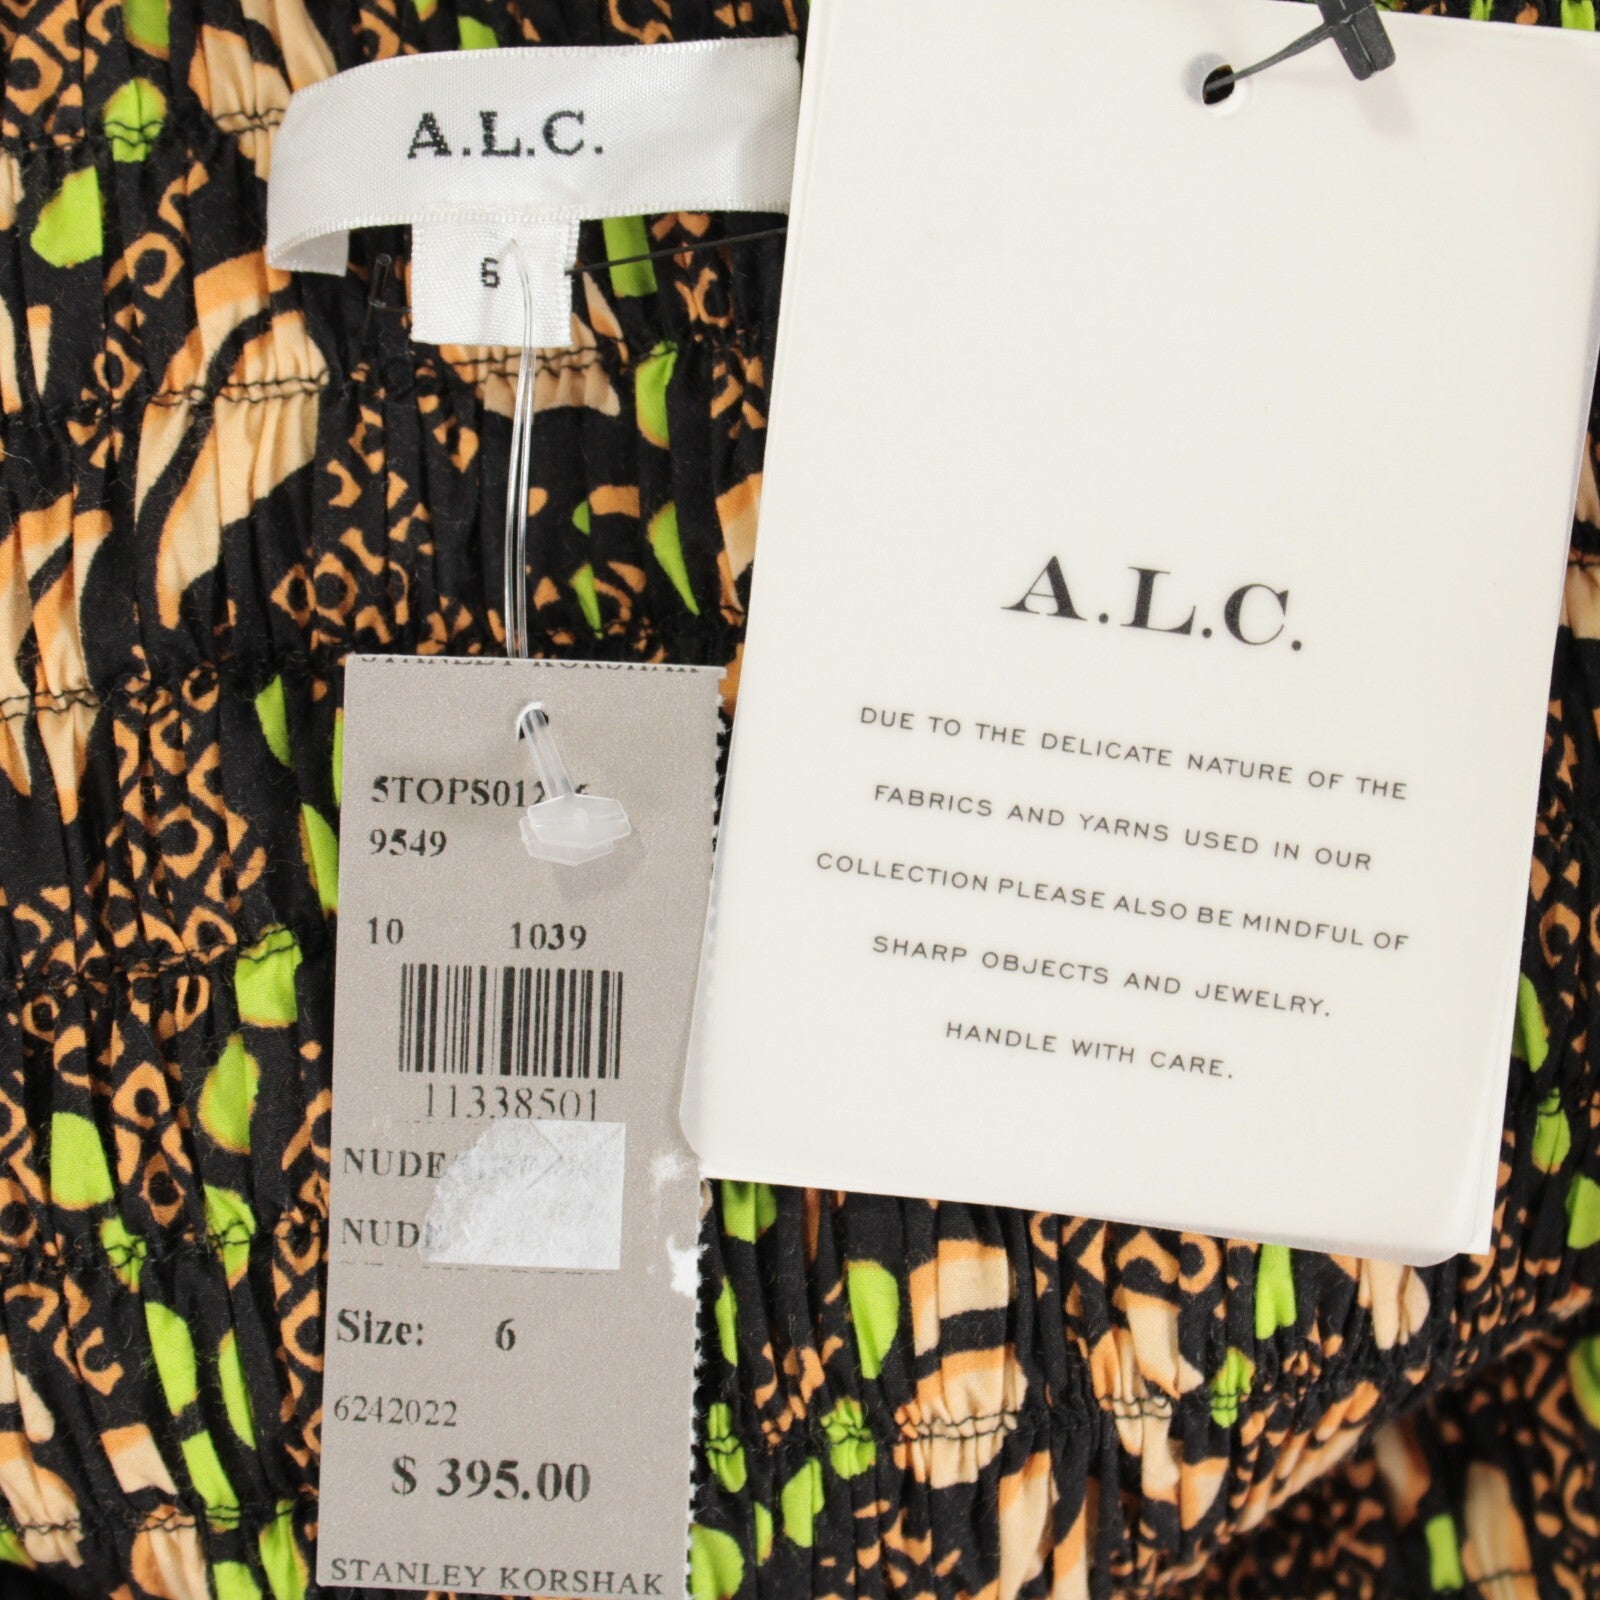 A.L.C.
6
A.L.C.
DUE TO THE DELICATE NATURE OF THE
FABRICS AND YARNS USED IN OUR
COLLECTION PLEASE ALSO BE MINDFUL OF
SHARP OBJECTS AND JEWELRY.
HANDLE WITH CARE.
STANLEY KORSHAK
9549
10 1039
11338501
NUDE
Size: 6
6242022
$ 395.00
STANLEY KORSHAK